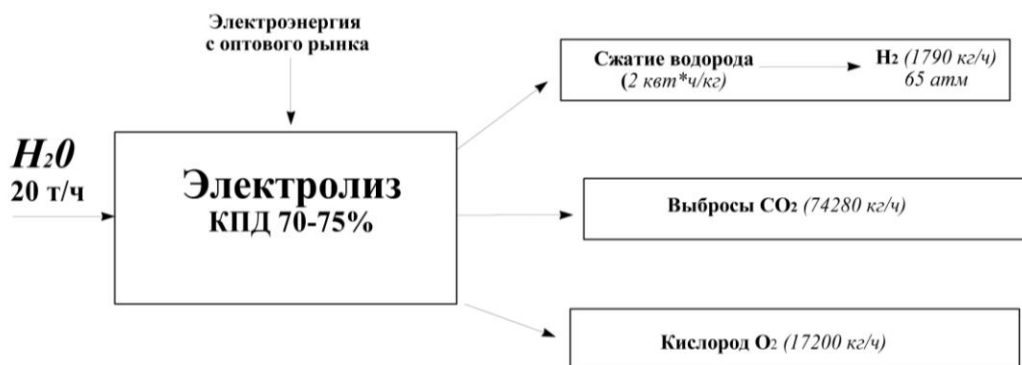 Электроэнергия
с оптового рынка
H₂0
20 т/ч
Электролиз
КПД 70-75%
Сжатие водорода
(2 квт*ч/кг)
H₂ (1790 кг/ч)
65 атм
Выбросы CO₂ (74280 кг/ч)
Кислород O₂ (17200 кг/ч)